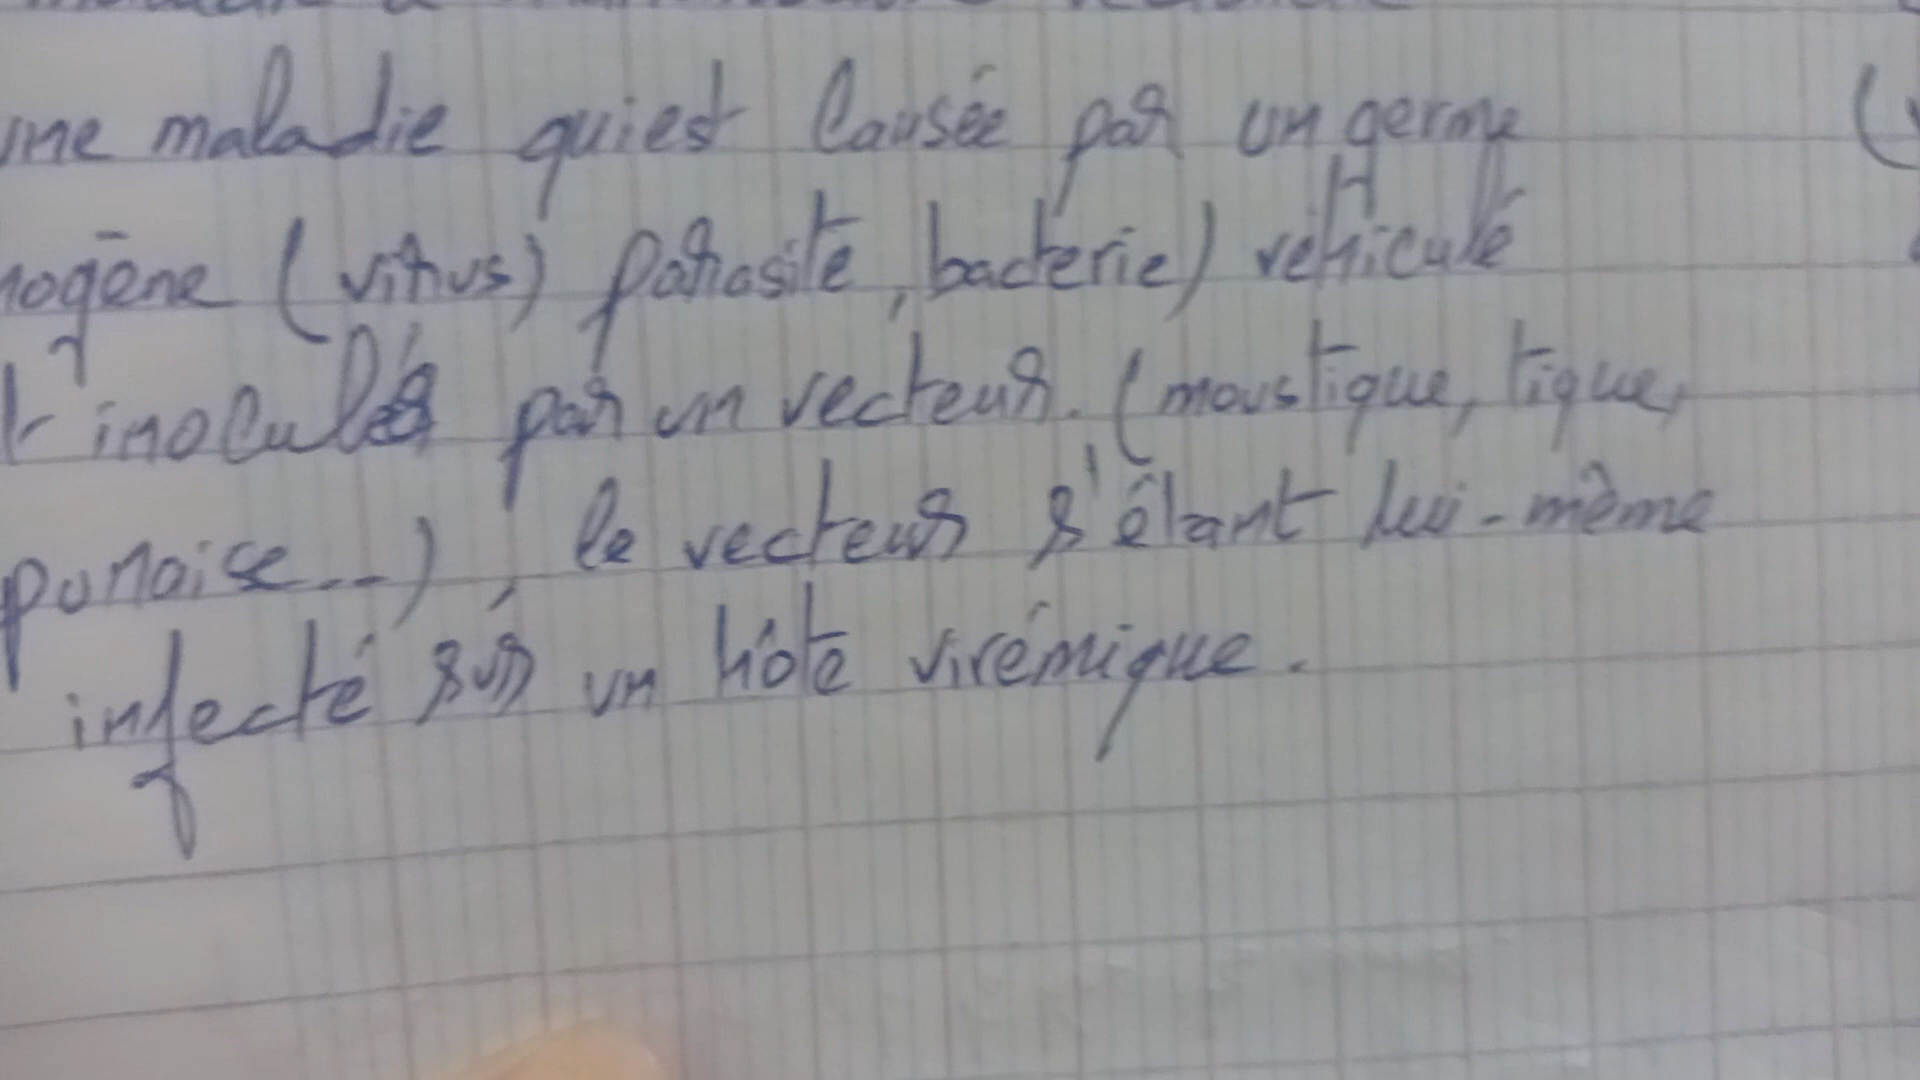 une maladie qui est causée par un germe
nogène (virus) parasite, bacterie) véhiculé
t inoculés par un vecteur. (moustique, tique,
punaise...), le vecteur s'étant lui-même
infecté sur un hôte virémique.